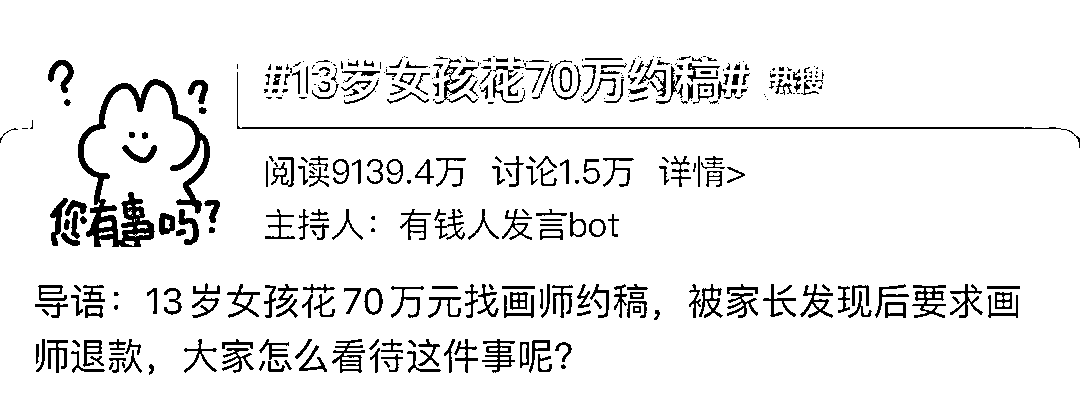 #13岁女孩花70万约稿# 热搜
阅读9139.4万 讨论1.5万 详情>
主持人：有钱人发言bot
? ?
您有事吗?
导语：13岁女孩花70万元找画师约稿，被家长发现后要求画
师退款，大家怎么看待这件事呢?